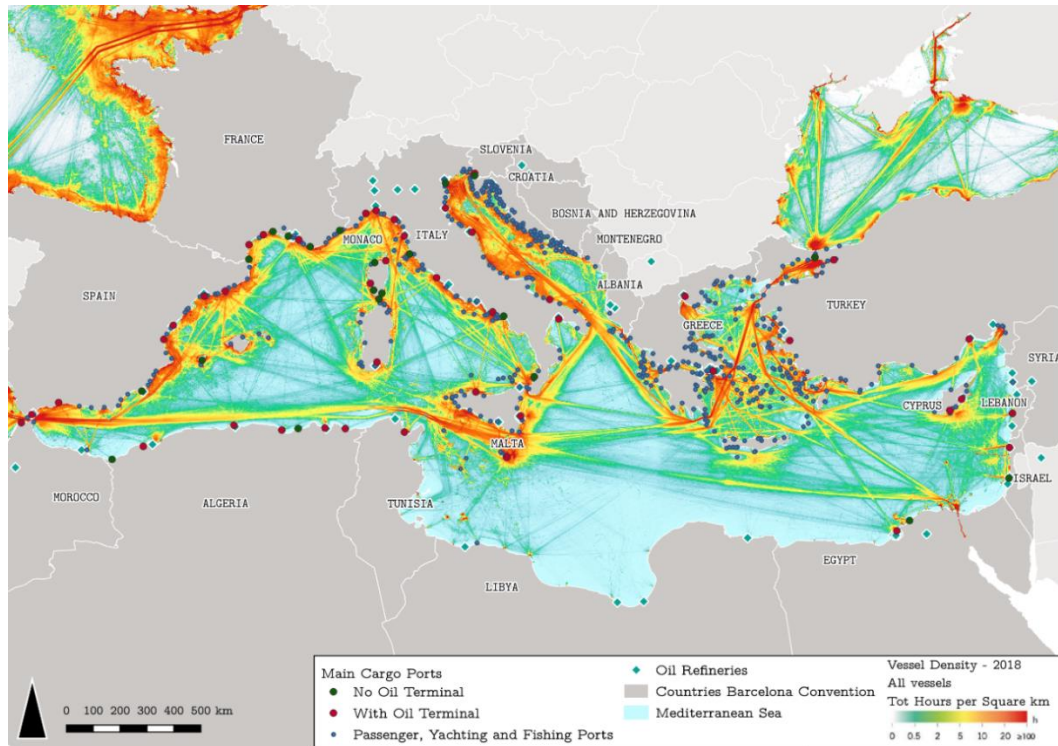 FRANCE
SLOVENIA
CROATIA
BOSNIA AND HERZEGOVINA
MONACO
ITALY
MONTENEGRO
ALBANIA
SPAIN
GREECE
TURKEY
SYRIA
CYPRUS
LEBANON
MALTA
ISRAEL
MOROCCO
ALGERIA
TUNISIA
EGYPT
LIBYA
0 100 200 300 400 500 km
Main Cargo Ports
No Oil Terminal
With Oil Terminal
Passenger, Yachting and Fishing Ports
Oil Refineries
Countries Barcelona Convention
Mediterranean Sea
Vessel Density - 2018
All vessels
Tot Hours per Square km
h
0 0.5 2 5 10 20 ≥100